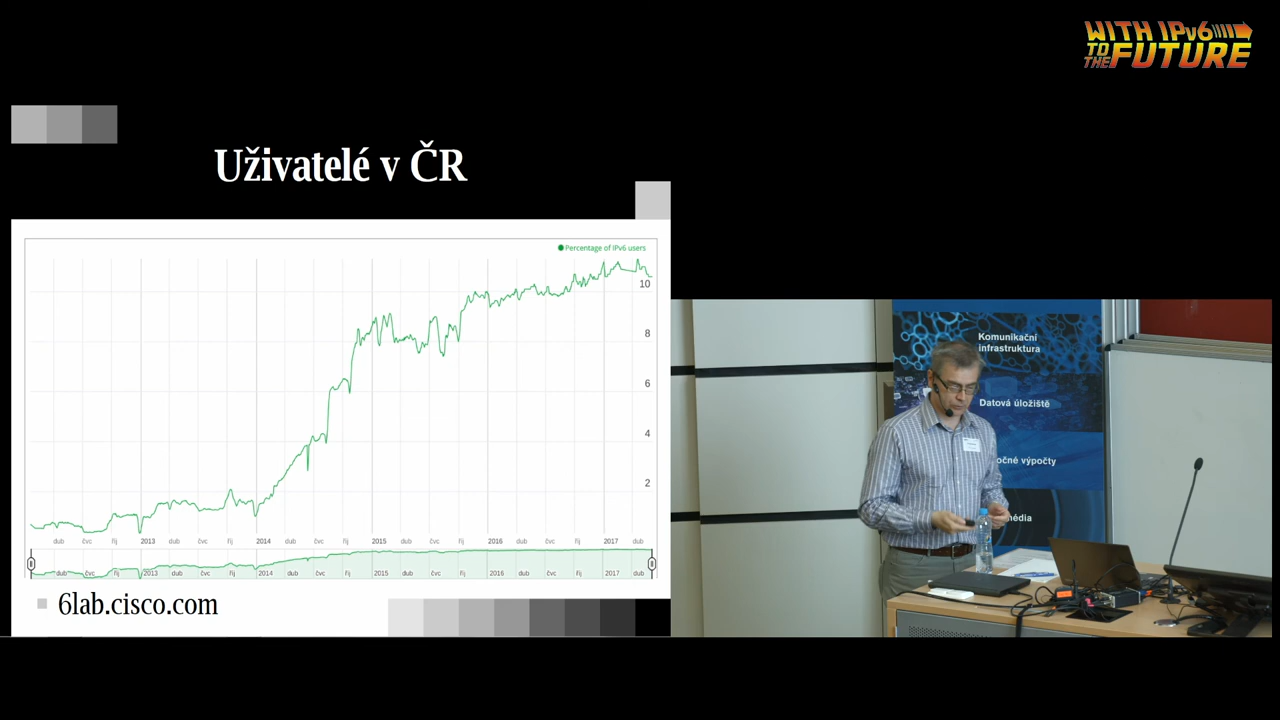 WITH IPv6
TO THE FUTURE
Uživatelé v ČR
Percentage of IPv6 users
10
8
6
4
2
dub čvc říj 2013 dub čvc říj 2014 dub čvc říj 2015 dub čvc říj 2016 dub čvc říj 2017 dub
dub čvc říj 2013 dub čvc říj 2014 dub čvc říj 2015 dub čvc říj 2016 dub čvc říj 2017 dub
6lab.cisco.com
Komunikační
infrastruktura
Datová úložiště
očné výpočty
média